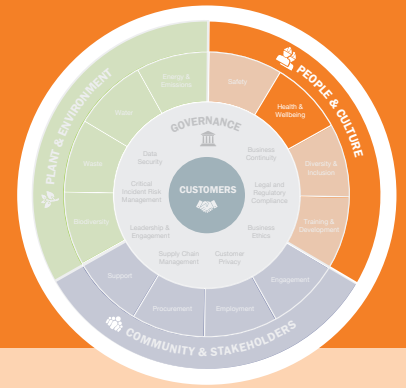 PEOPLE & CULTURE
Safety
Health &
Wellbeing
Diversity &
Inclusion
Training &
Development
COMMUNITY & STAKEHOLDERS
Engagement
Employment
Procurement
Support
PLANT & ENVIRONMENT
Biodiversity
Water
Waste
Energy &
Emissions
GOVERNANCE
Business
Continuity
Legal and
Regulatory
Compliance
Business
Ethics
Customer
Privacy
Supply Chain
Management
Leadership &
Engagement
Critical
Incident Risk
Management
Data
Security
CUSTOMERS